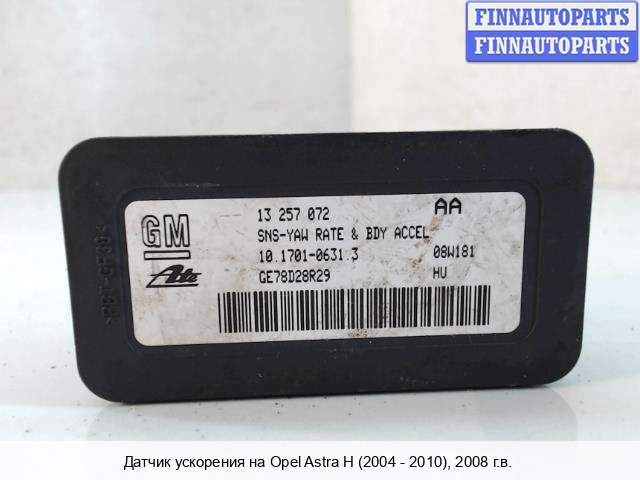 FINNAUTOPARTS
FINNAUTOPARTS
GM
Ate
13 257 072 AA
SNS-YAW RATE & BDY ACCEL
10.1701-0631.3 08W181
GE78D28R29 HU
Датчик ускорения на Opel Astra H (2004 - 2010), 2008 г.в.